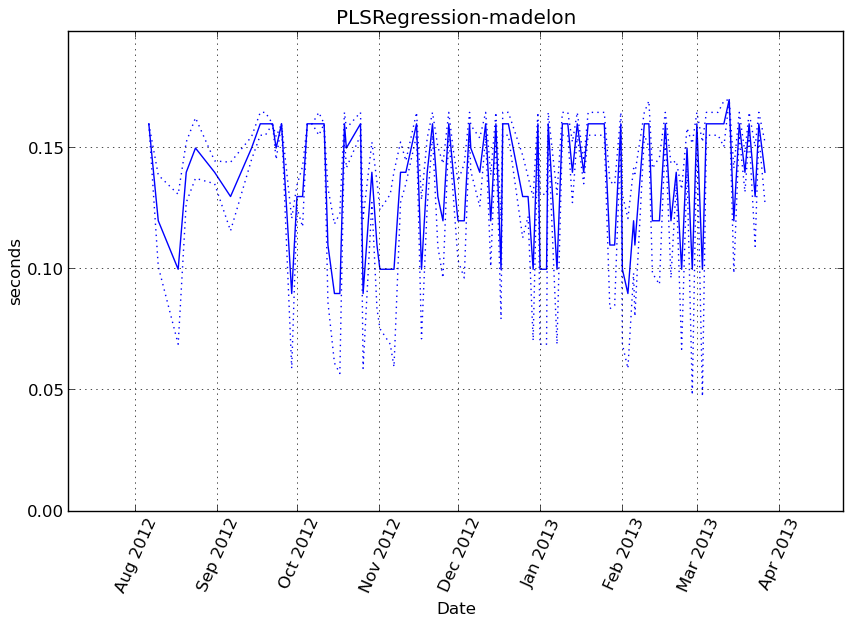 PLSRegression-madelon
seconds
0.15
0.10
0.05
0.00
Aug 2012
Sep 2012
Oct 2012
Nov 2012
Dec 2012
Jan 2013
Feb 2013
Mar 2013
Apr 2013
Date